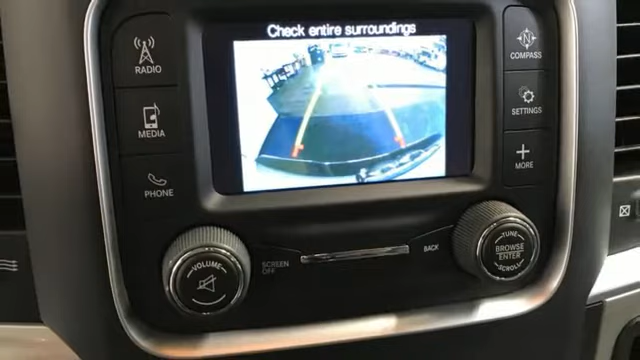 Check entire surroundings
RADIO
MEDIA
PHONE
N
COMPASS
SETTINGS
MORE
VOLUME
SCREEN
OFF
BACK
TUNE
BROWSE
ENTER
SCROLL